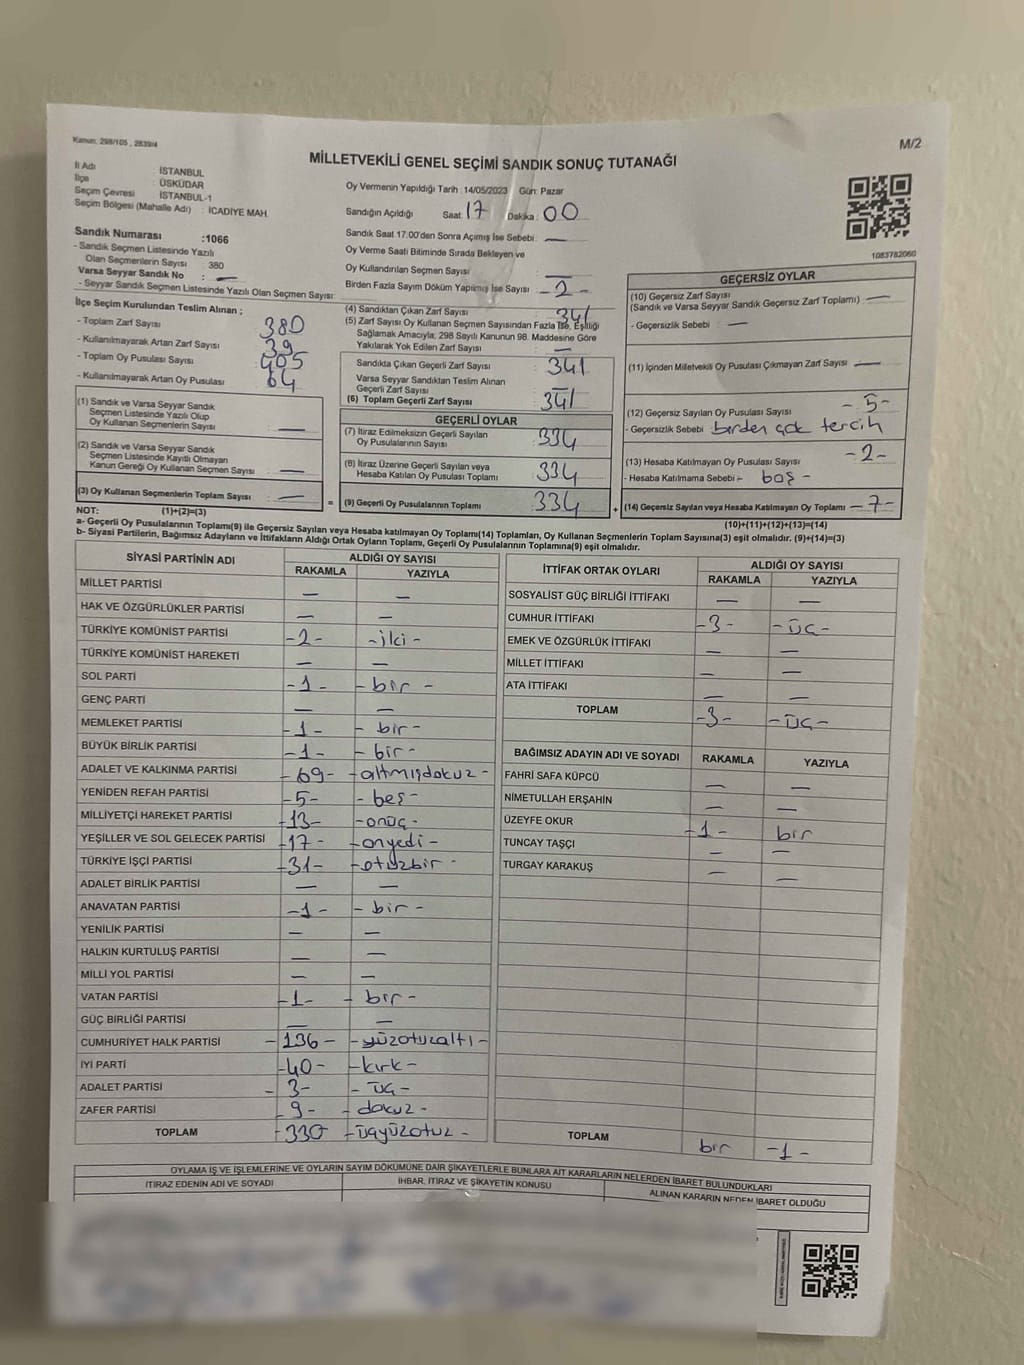 Kanun, 298/105 , 2839/4
M/2
MİLLETVEKİLİ GENEL SEÇİMİ SANDIK SONUÇ TUTANAĞI
İl Adı : İSTANBUL
İlçe : ÜSKÜDAR
Seçim Çevresi : İSTANBUL-1
Seçim Bölgesi (Mahalle Adı) : İCADİYE MAH.
Sandık Numarası :1066
- Sandık Seçmen Listesinde Yazılı
Olan Seçmenlerin Sayısı : 380
Varsa Seyyar Sandık No : —
- Seyyar Sandık Seçmen Listesinde Yazılı Olan Seçmen Sayısı:
Oy Vermenin Yapıldığı Tarih : 14/05/2023 Gün: Pazar
Sandığın Açıldığı Saat: 17 Dakika: 00
Sandık Saat 17.00'den Sonra Açımış İse Sebebi: —
Oy Verme Saati Bitiminde Sırada Bekleyen ve
Oy Kullandırılan Seçmen Sayısı —
Birden Fazla Sayım Döküm Yapılmış İse Sayısı : -2-
1083782060
İlçe Seçim Kurulundan Teslim Alınan ;
- Toplam Zarf Sayısı 380
- Kullanılmayarak Artan Zarf Sayısı 39
- Toplam Oy Pusulası Sayısı 405
- Kullanılmayarak Artan Oy Pusulası 64
(1) Sandık ve Varsa Seyyar Sandık
Seçmen Listesinde Yazılı Olup
Oy Kullanan Seçmenlerin Sayısı : —
(2) Sandık ve Varsa Seyyar Sandık
Seçmen Listesinde Kayıtlı Olmayan
Kanun Gereği Oy Kullanan Seçmen Sayısı : —
(3) Oy Kullanan Seçmenlerin Toplam Sayısı : —
(4) Sandıktan Çıkan Zarf Sayısı : 341
(5) Zarf Sayısı Oy Kullanan Seçmen Sayısından Fazla İse, Eşitliği
Sağlamak Amacıyla, 298 Sayılı Kanunun 98. Maddesine Göre
Yakılarak Yok Edilen Zarf Sayısı : —
Sandıkta Çıkan Geçerli Zarf Sayısı : 341
Varsa Seyyar Sandıktan Teslim Alınan
Geçerli Zarf Sayısı : —
(6) Toplam Geçerli Zarf Sayısı : 341
GEÇERLİ OYLAR
(7) İtiraz Edilmeksizin Geçerli Sayılan
Oy Pusulalarının Sayısı : 334
(8) İtiraz Üzerine Geçerli Sayılan veya
Hesaba Katılan Oy Pusulası Toplamı : 334
= (9) Geçerli Oy Pusulalarının Toplamı : 334
GEÇERSİZ OYLAR
(10) Geçersiz Zarf Sayısı
(Sandık ve Varsa Seyyar Sandık Geçersiz Zarf Toplamı) : —
- Geçersizlik Sebebi : —
(11) İçinden Milletvekili Oy Pusulası Çıkmayan Zarf Sayısı : —
(12) Geçersiz Sayılan Oy Pusulası Sayısı : -5-
- Geçersizlik Sebebi : birden çok tercih
(13) Hesaba Katılmayan Oy Pusulası Sayısı : -2-
- Hesaba Katılmama Sebebi :- boş -
+ (14) Geçersiz Sayılan veya Hesaba Katılmayan Oy Toplamı : -7-
NOT: (1)+(2)=(3)
(10)+(11)+(12)+(13)=(14)
a- Geçerli Oy Pusulalarının Toplamı(9) ile Geçersiz Sayılan veya Hesaba katılmayan Oy Toplamı(14) Toplamları, Oy Kullanan Seçmenlerin Toplam Sayısına(3) eşit olmalıdır. (9)+(14)=(3)
b- Siyasi Partilerin, Bağımsız Adayların ve İttifakların Aldığı Ortak Oyların Toplamı, Geçerli Oy Pusulalarının Toplamına(9) eşit olmalıdır.
SİYASİ PARTİNİN ADI ALDIĞI OY SAYISI
RAKAMLA YAZIYLA
MİLLET PARTİSİ — —
HAK VE ÖZGÜRLÜKLER PARTİSİ — —
TÜRKİYE KOMÜNİST PARTİSİ -2- -iki-
TÜRKİYE KOMÜNİST HAREKETİ — —
SOL PARTİ -1- -bir-
GENÇ PARTİ — —
MEMLEKET PARTİSİ -1- -bir-
BÜYÜK BİRLİK PARTİSİ -1- -bir-
ADALET VE KALKINMA PARTİSİ -69- -altmışdokuz-
YENİDEN REFAH PARTİSİ -5- -beş-
MİLLİYETÇİ HAREKET PARTİSİ -13- -onüç-
YEŞİLLER VE SOL GELECEK PARTİSİ -17- -onyedi-
TÜRKİYE İŞÇİ PARTİSİ -31- -otuzbir-
ADALET BİRLİK PARTİSİ — —
ANAVATAN PARTİSİ -1- -bir-
YENİLİK PARTİSİ — —
HALKIN KURTULUŞ PARTİSİ — —
MİLLİ YOL PARTİSİ — —
VATAN PARTİSİ -1- -bir-
GÜÇ BİRLİĞİ PARTİSİ — —
CUMHURİYET HALK PARTİSİ -136- -yüzotuzaltı-
İYİ PARTİ -40- -kırk-
ADALET PARTİSİ -3- -üç-
ZAFER PARTİSİ -9- -dokuz-
TOPLAM -330- -üçyüzotuz-
İTTİFAK ORTAK OYLARI ALDIĞI OY SAYISI
RAKAMLA YAZIYLA
SOSYALİST GÜÇ BİRLİĞİ İTTİFAKI — —
CUMHUR İTTİFAKI -3- -üç-
EMEK VE ÖZGÜRLÜK İTTİFAKI — —
MİLLET İTTİFAKI — —
ATA İTTİFAKI — —
TOPLAM -3- -üç-
BAĞIMSIZ ADAYIN ADI VE SOYADI RAKAMLA YAZIYLA
FAHRİ SAFA KÜPCÜ — —
NİMETULLAH ERŞAHİN — —
ÜZEYFE OKUR -1- bir
TUNCAY TAŞÇI — —
TURGAY KARAKUŞ — —
TOPLAM bir -1-
OYLAMA İŞ VE İŞLEMLERİNE VE OYLARIN SAYIM DÖKÜMÜNE DAİR ŞİKAYETLERLE BUNLARA AİT KARARLARIN NELERDEN İBARET BULUNDUKLARI
İTİRAZ EDENİN ADI VE SOYADI İHBAR, İTİRAZ VE ŞİKAYETİN KONUSU ALINAN KARARIN NEDEN İBARET OLDUĞU